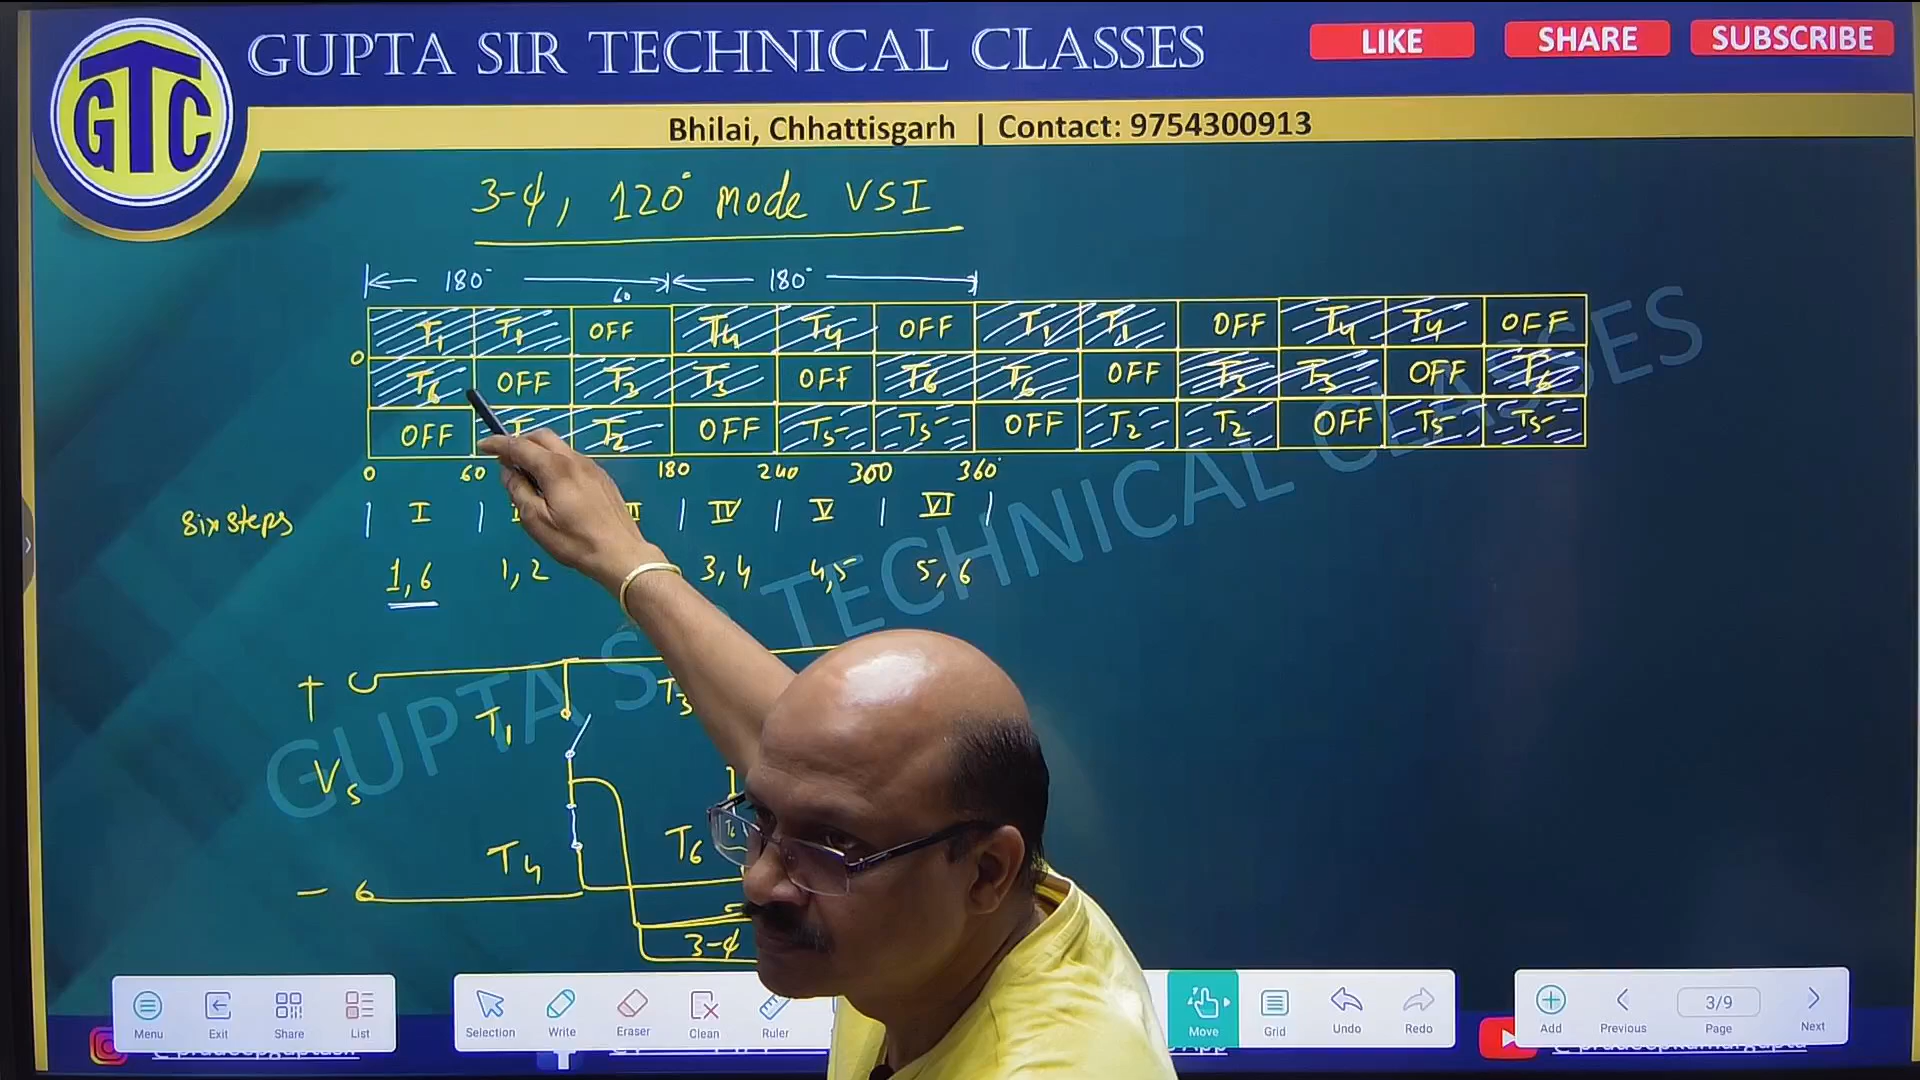 GTC
GUPTA SIR TECHNICAL CLASSES
LIKE
SHARE
SUBSCRIBE
Bhilai, Chhattisgarh | Contact: 9754300913
3-ϕ, 120° mode VSI
180° 180°
60
T1 T1 OFF T4 T4 OFF T1 T1 OFF T4 T4 OFF
0
T6 OFF T3 T3 OFF T6 T6 OFF T3 T3 OFF T6
OFF T2 OFF T5 T5 OFF T2 T2 OFF T5 T5
0 60 180 240 300 360°
Six steps I IV V VI
1,6 1,2 3,4 4,5 5,6
GUPTA TECHNICAL CLASSES
+
T1 T3
Vs
T4 T6
-
3-ϕ
Menu Exit Share List
Selection Write Eraser Clean Ruler
Move Grid Undo Redo
Add Previous 3/9 Page Next